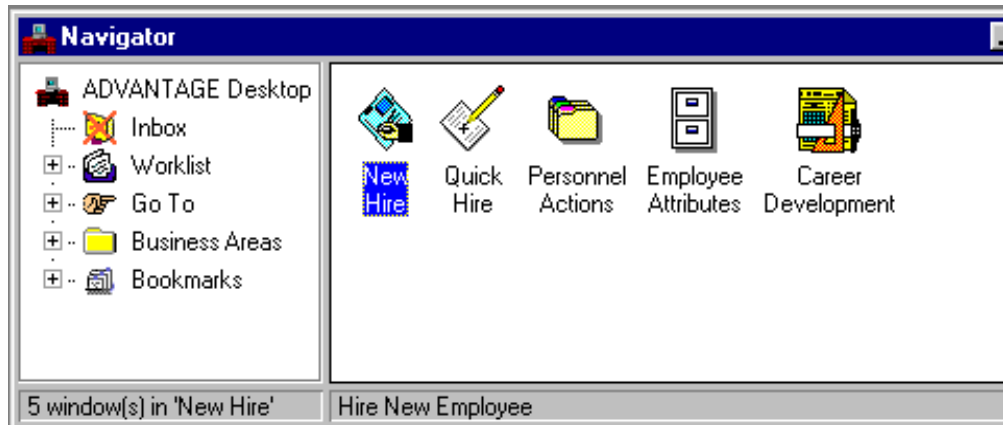 Navigator
ADVANTAGE Desktop
Inbox
Worklist
Go To
Business Areas
Bookmarks
New Quick Personnel Employee Career
Hire Hire Actions Attributes Development
5 window(s) in 'New Hire' Hire New Employee